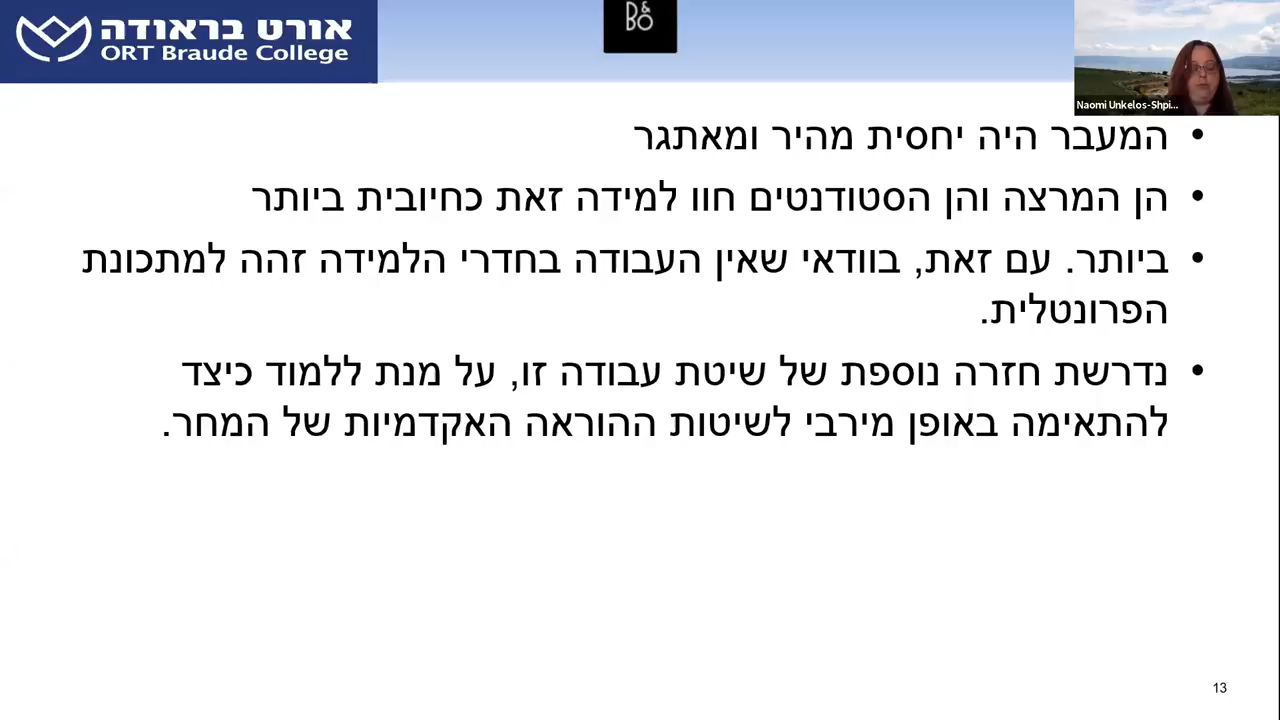 אורט בראודה
ORT Braude College
B&O
Naomi Unkelos-Shpi...
המעבר היה יחסית מהיר ומאתגר
הן המרצה והן הסטודנטים חוו למידה זאת כחיובית ביותר
ביותר. עם זאת, בוודאי שאין העבודה בחדרי הלמידה זהה למתכונת
הפרונטלית.
נדרשת חזרה נוספת של שיטת עבודה זו, על מנת ללמוד כיצד
להתאימה באופן מירבי לשיטות ההוראה האקדמיות של המחר.
13